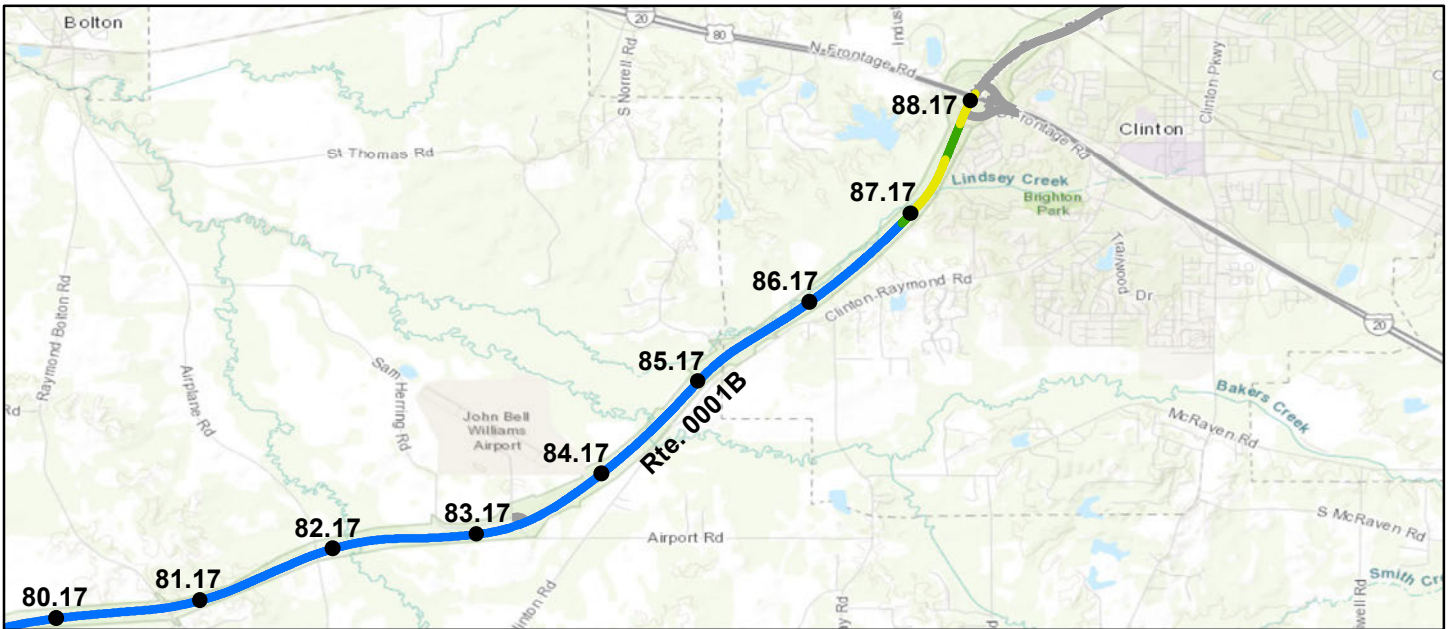 Bolton
20
80
N Frontage Rd
S Norrell Rd
Clinton Pkwy
88.17
S Frontage Rd
Clinton
St Thomas Rd
87.17
Lindsey Creek
Brighton
Park
Trailwood
Dr
86.17
Clinton-Raymond Rd
20
Raymond Bolton Rd
Airplane Rd
Sam Herring Rd
85.17
Rte. 0001B
John Bell
Williams
Airport
Bakers Creek
McRaven Rd
Rd
84.17
83.17
82.17
Airport Rd
S McRaven Rd
81.17
80.17